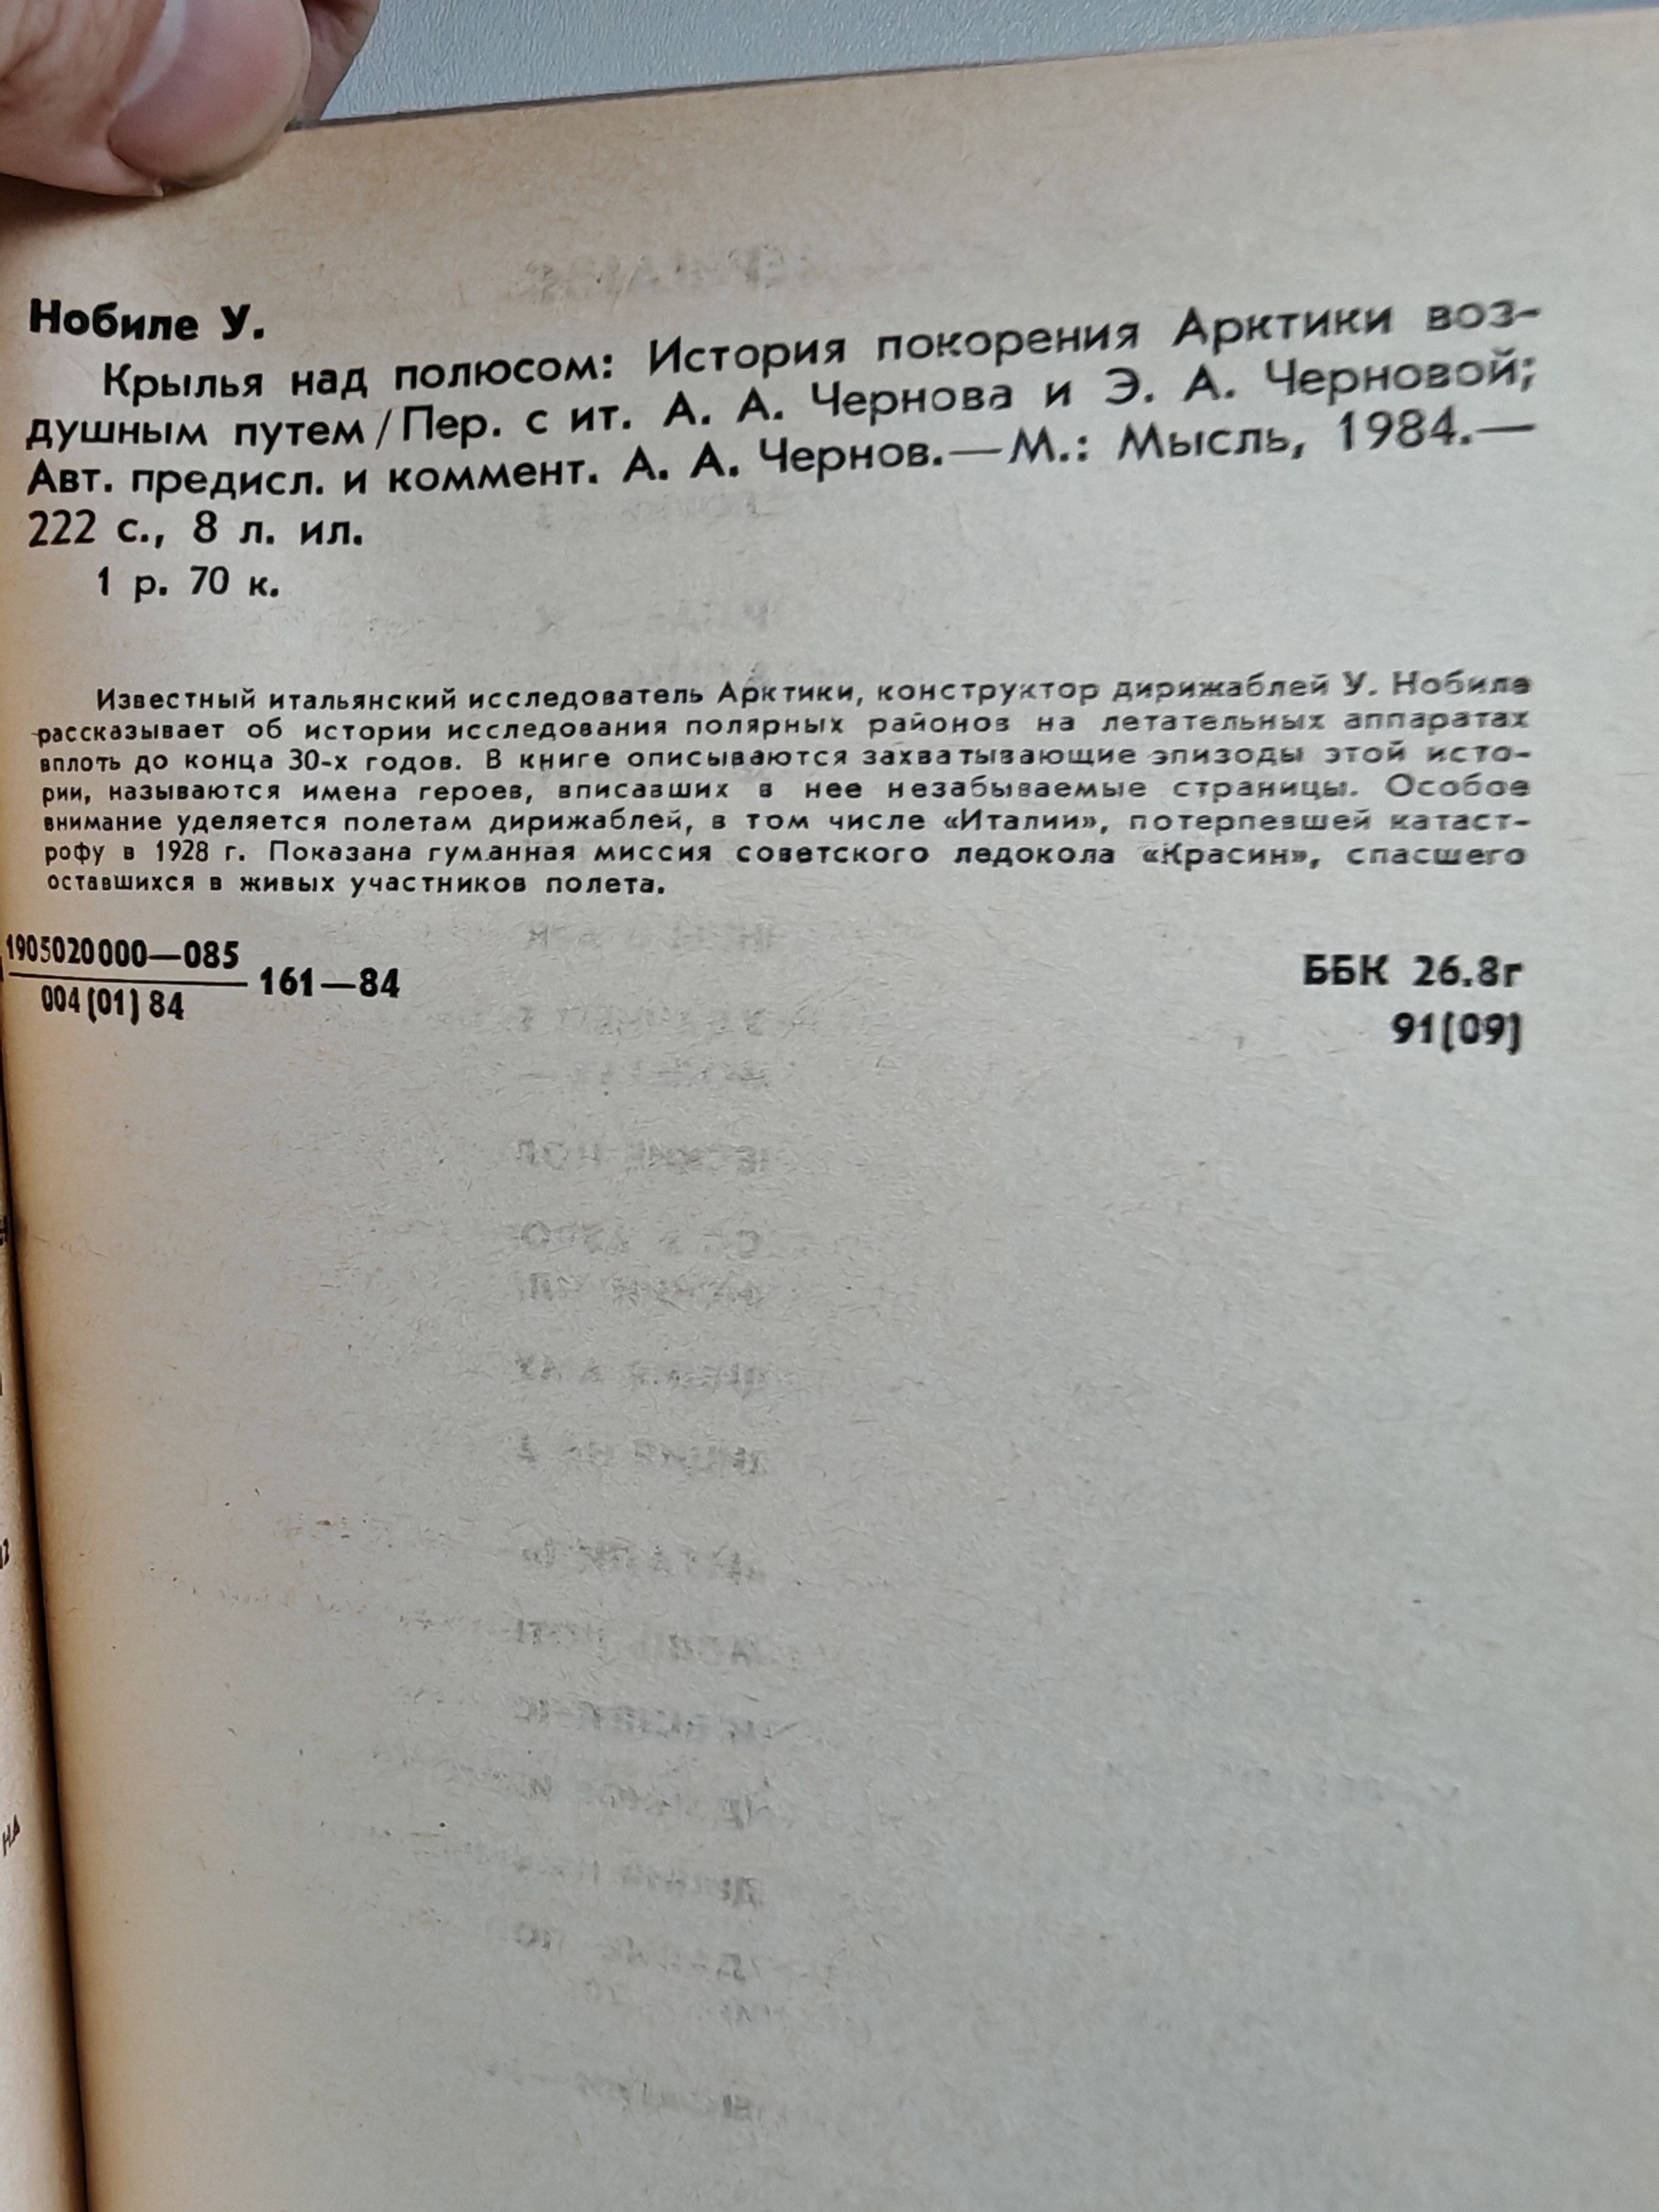 Нобиле У.
Крылья над полюсом: История покорения Арктики воз-
душным путем/Пер. с ит. А. А. Чернова и Э. А. Черновой;
Авт. предисл. и коммент. А. А. Чернов.—М.: Мысль, 1984.—
222 с., 8 л. ил.
1 р. 70 к.
Известный итальянский исследователь Арктики, конструктор дирижаблей У. Нобиле
рассказывает об истории исследования полярных районов на летательных аппаратах
вплоть до конца 30-х годов. В книге описываются захватывающие эпизоды этой исто-
рии, называются имена героев, вписавших в нее незабываемые страницы. Особое
внимание уделяется полетам дирижаблей, в том числе «Италии», потерпевшей катаст-
рофу в 1928 г. Показана гуманная миссия советского ледокола «Красин», спасшего
оставшихся в живых участников полета.
1905020000—085
004(01)84
161—84
ББК 26.8г
91(09)
НА